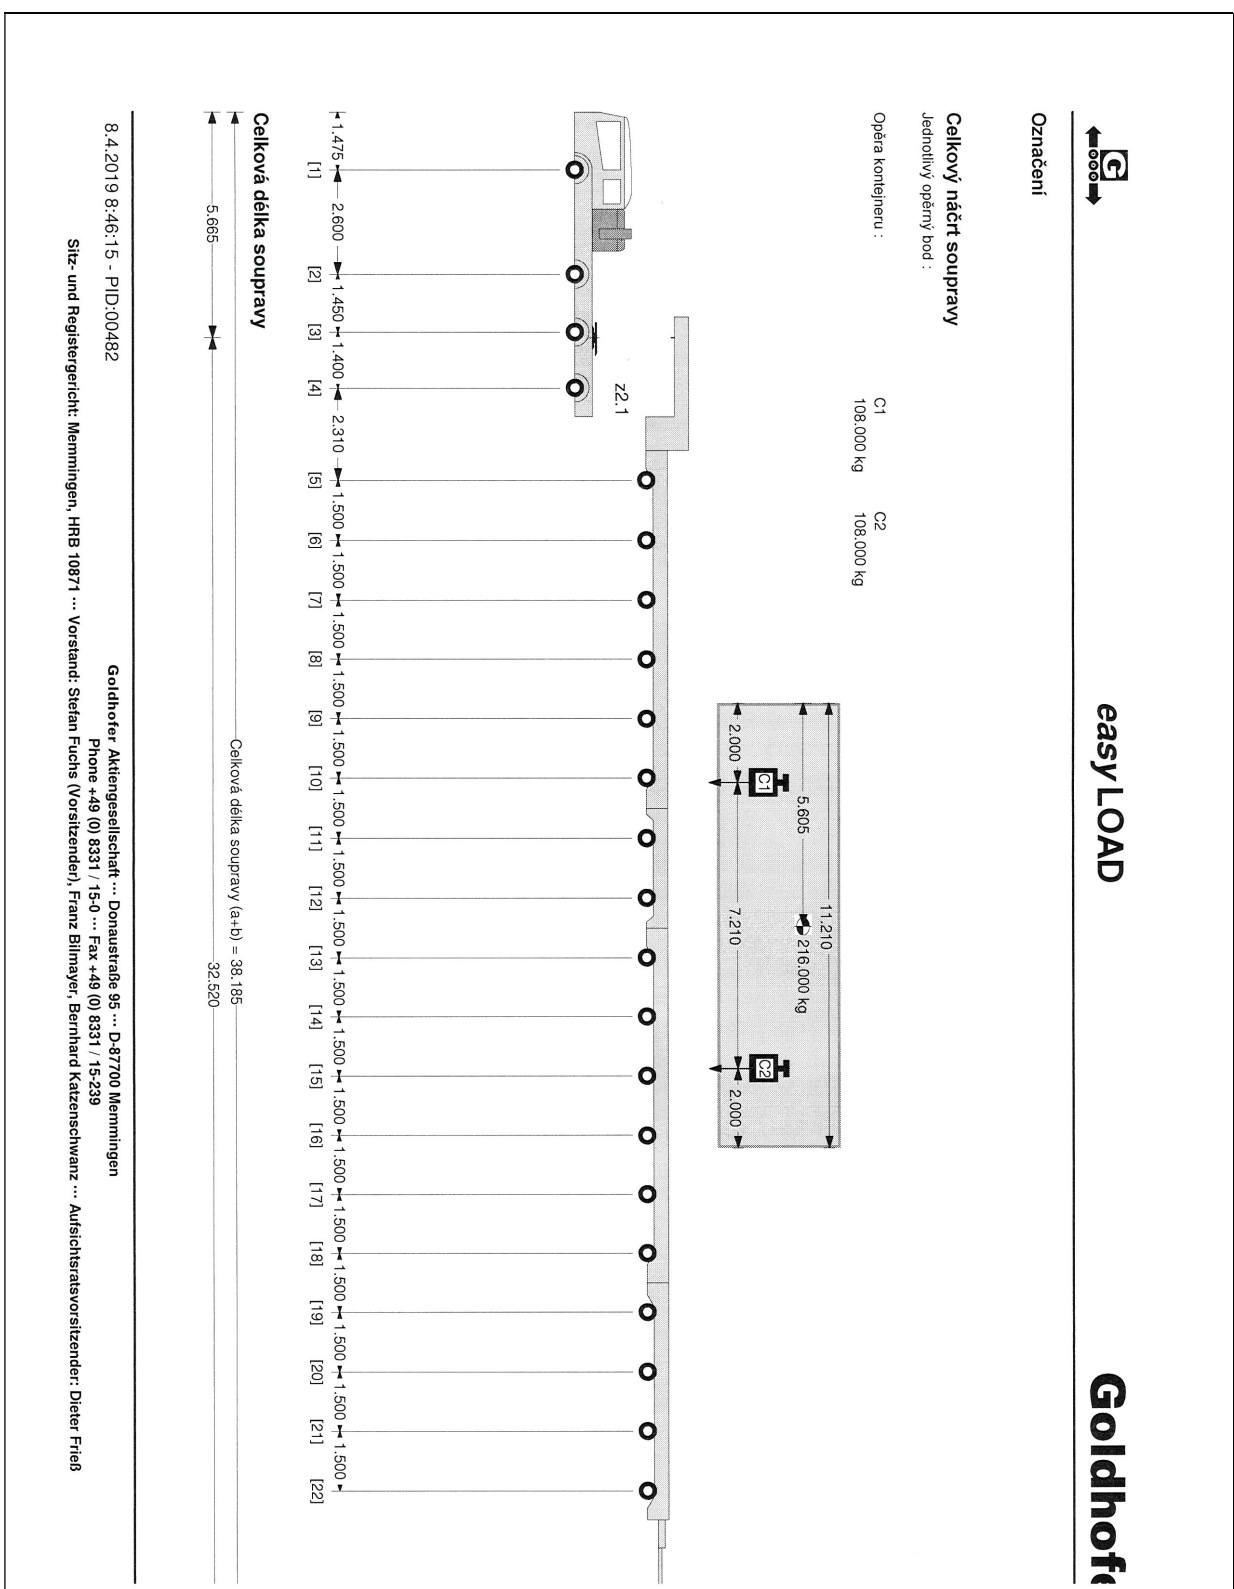 G easyLOAD Goldhofe
Označení
Celkový náčrt soupravy
Jednotlivý opěrný bod :
C1 C2
Opěra kontejneru : 108.000 kg 108.000 kg
11.210
5.605 216.000 kg
C1 C2
2.000 7.210 2.000
z2.1
1.475 2.600 1.450 1.400 2.310 1.500 1.500 1.500 1.500 1.500 1.500 1.500 1.500 1.500 1.500 1.500 1.500 1.500 1.500 1.500 1.500 1.500
[1] [2] [3] [4] [5] [6] [7] [8] [9] [10] [11] [12] [13] [14] [15] [16] [17] [18] [19] [20] [21] [22]
Celková délka soupravy
Celková délka soupravy (a+b) = 38.185
5.665 32.520
8.4.2019 8:46:15 - PID:00482
Goldhofer Aktiengesellschaft ··· Donaustraße 95 ··· D-87700 Memmingen
Phone +49 (0) 8331 / 15-0 ··· Fax +49 (0) 8331 / 15-239
Sitz- und Registergericht: Memmingen, HRB 10871 ··· Vorstand: Stefan Fuchs (Vorsitzender), Franz Bilmayer, Bernhard Katzenschwanz ··· Aufsichtsratsvorsitzender: Dieter Frieß